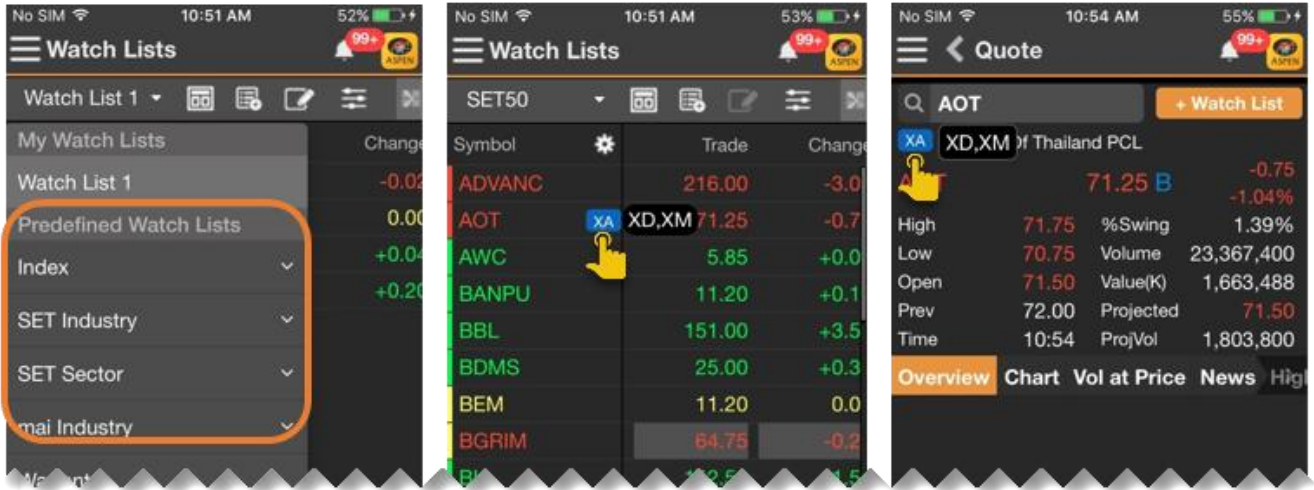 No SIM 10:51 AM 52%
Watch Lists 99+ ASPEN
Watch List 1
My Watch Lists Change
Watch List 1 -0.02
Predefined Watch Lists 0.00
Index +0.04
SET Industry +0.20
SET Sector
mai Industry
No SIM 10:51 AM 53%
Watch Lists 99+ ASPEN
SET50
Symbol Trade Change
ADVANC 216.00 -3.0
AOT XA XD,XM 71.25 -0.7
AWC 5.85 +0.0
BANPU 11.20 +0.1
BBL 151.00 +3.5
BDMS 25.00 +0.3
BEM 11.20 0.0
BGRIM 64.75 -0.2
No SIM 10:54 AM 55%
Quote 99+ ASPEN
AOT + Watch List
XA XD,XM Of Thailand PCL
71.25 B -0.75
-1.04%
High 71.75 %Swing 1.39%
Low 70.75 Volume 23,367,400
Open 71.50 Value(K) 1,663,488
Prev 72.00 Projected 71.50
Time 10:54 ProjVol 1,803,800
Overview Chart Vol at Price News High